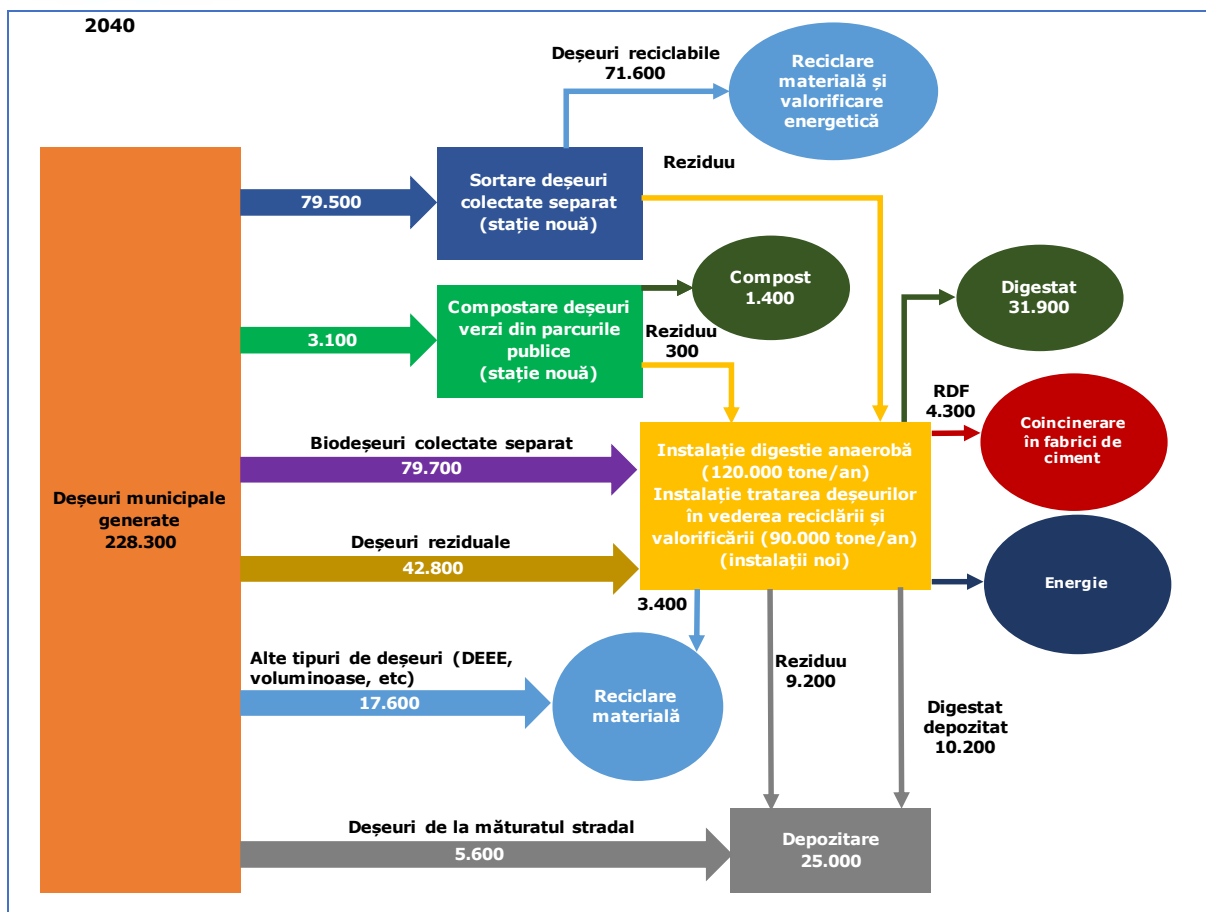 2040
Deșeuri reciclabile
71.600
Reciclare
materială și
valorificare
energetică
Reziduu
79.500
Sortare deșeuri
colectate separat
(stație nouă)
Compost
1.400
Digestat
31.900
3.100
Compostare deșeuri
verzi din parcurile
publice
(stație nouă)
Reziduu
300
RDF
4.300
Coincinerare
în fabrici de
ciment
Biodeșeuri colectate separat
79.700
Instalație digestie anaerobă
(120.000 tone/an)
Instalație tratarea deșeurilor
în vederea reciclării și
valorificării (90.000 tone/an)
(instalații noi)
Deșeuri municipale
generate
228.300
Deșeuri reziduale
42.800
Energie
3.400
Alte tipuri de deșeuri (DEEE,
voluminoase, etc)
17.600
Reciclare
materială
Reziduu
9.200
Digestat
depozitat
10.200
Deșeuri de la măturatul stradal
5.600
Depozitare
25.000